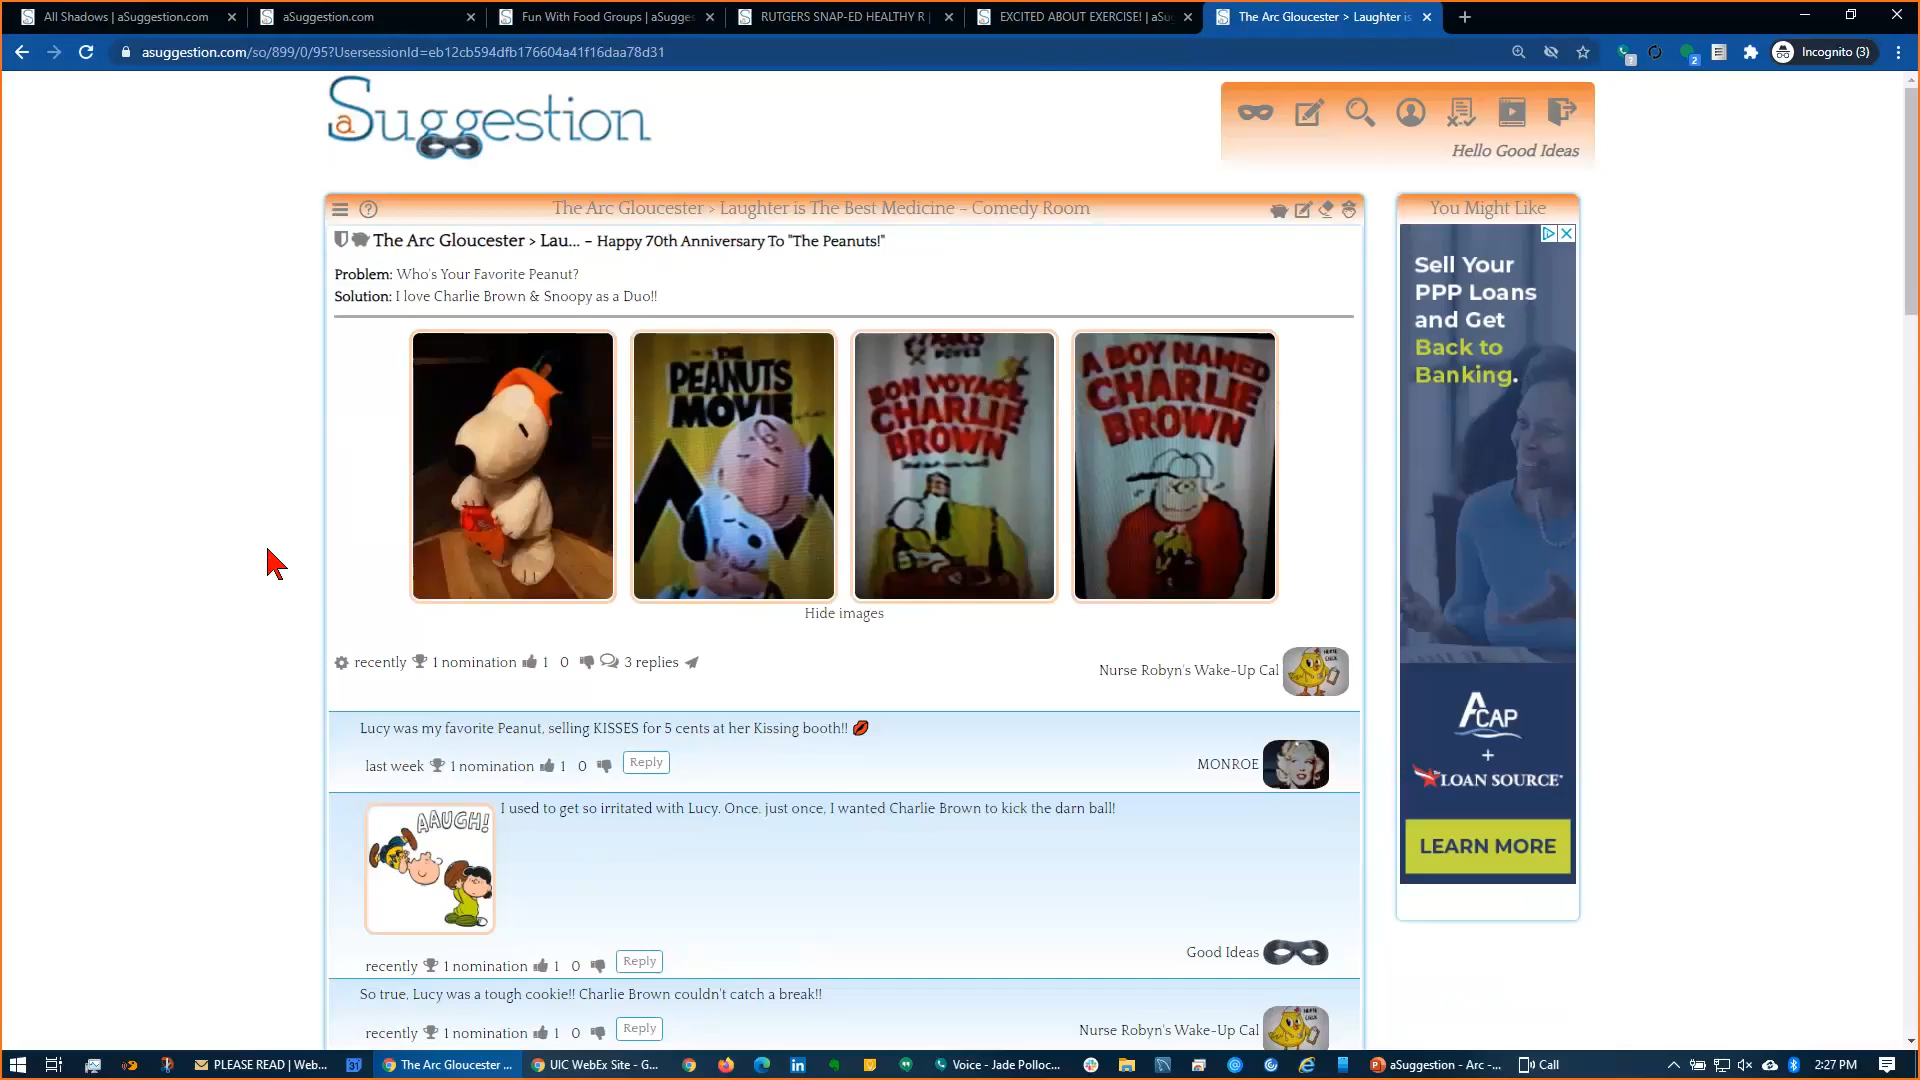 All Shadows | aSuggestion.com
aSuggestion.com
Fun With Food Groups | aSugges
RUTGERS SNAP-ED HEALTHY R |
EXCITED ABOUT EXERCISE! | aSu
The Arc Gloucester > Laughter is
asuggestion.com/so/899/0/95?UsersessionId=eb12cb594dfb176604a41f16daa78d31
Incognito (3)
aSuggestion
Hello Good Ideas
The Arc Gloucester > Laughter is The Best Medicine - Comedy Room
You Might Like
The Arc Gloucester > Lau... - Happy 70th Anniversary To "The Peanuts!"
Problem: Who's Your Favorite Peanut?
Solution: I love Charlie Brown & Snoopy as a Duo!!
THE
PEANUTS
MOVIE
BON VOYAGE,
CHARLIE
BROWN
A BOY NAMED
CHARLIE
BROWN
Hide images
recently 1 nomination 1 0 3 replies
Nurse Robyn's Wake-Up Cal
Lucy was my favorite Peanut, selling KISSES for 5 cents at her Kissing booth!! 💋
last week 1 nomination 1 0 Reply
MONROE
AAUGH!
I used to get so irritated with Lucy. Once. just once, I wanted Charlie Brown to kick the darn ball!
Good Ideas
recently 1 nomination 1 0 Reply
So true, Lucy was a tough cookie!! Charlie Brown couldn't catch a break!!
recently 1 nomination 1 0 Reply
Nurse Robyn's Wake-Up Cal
Sell Your
PPP Loans
and Get
Back to
Banking.
ACAP
+
LOAN SOURCE
LEARN MORE
PLEASE READ | Web...
31
The Arc Gloucester ...
UIC WebEx Site - G...
Voice - Jade Polloc...
aSuggestion - Arc -...
Call
2:27 PM